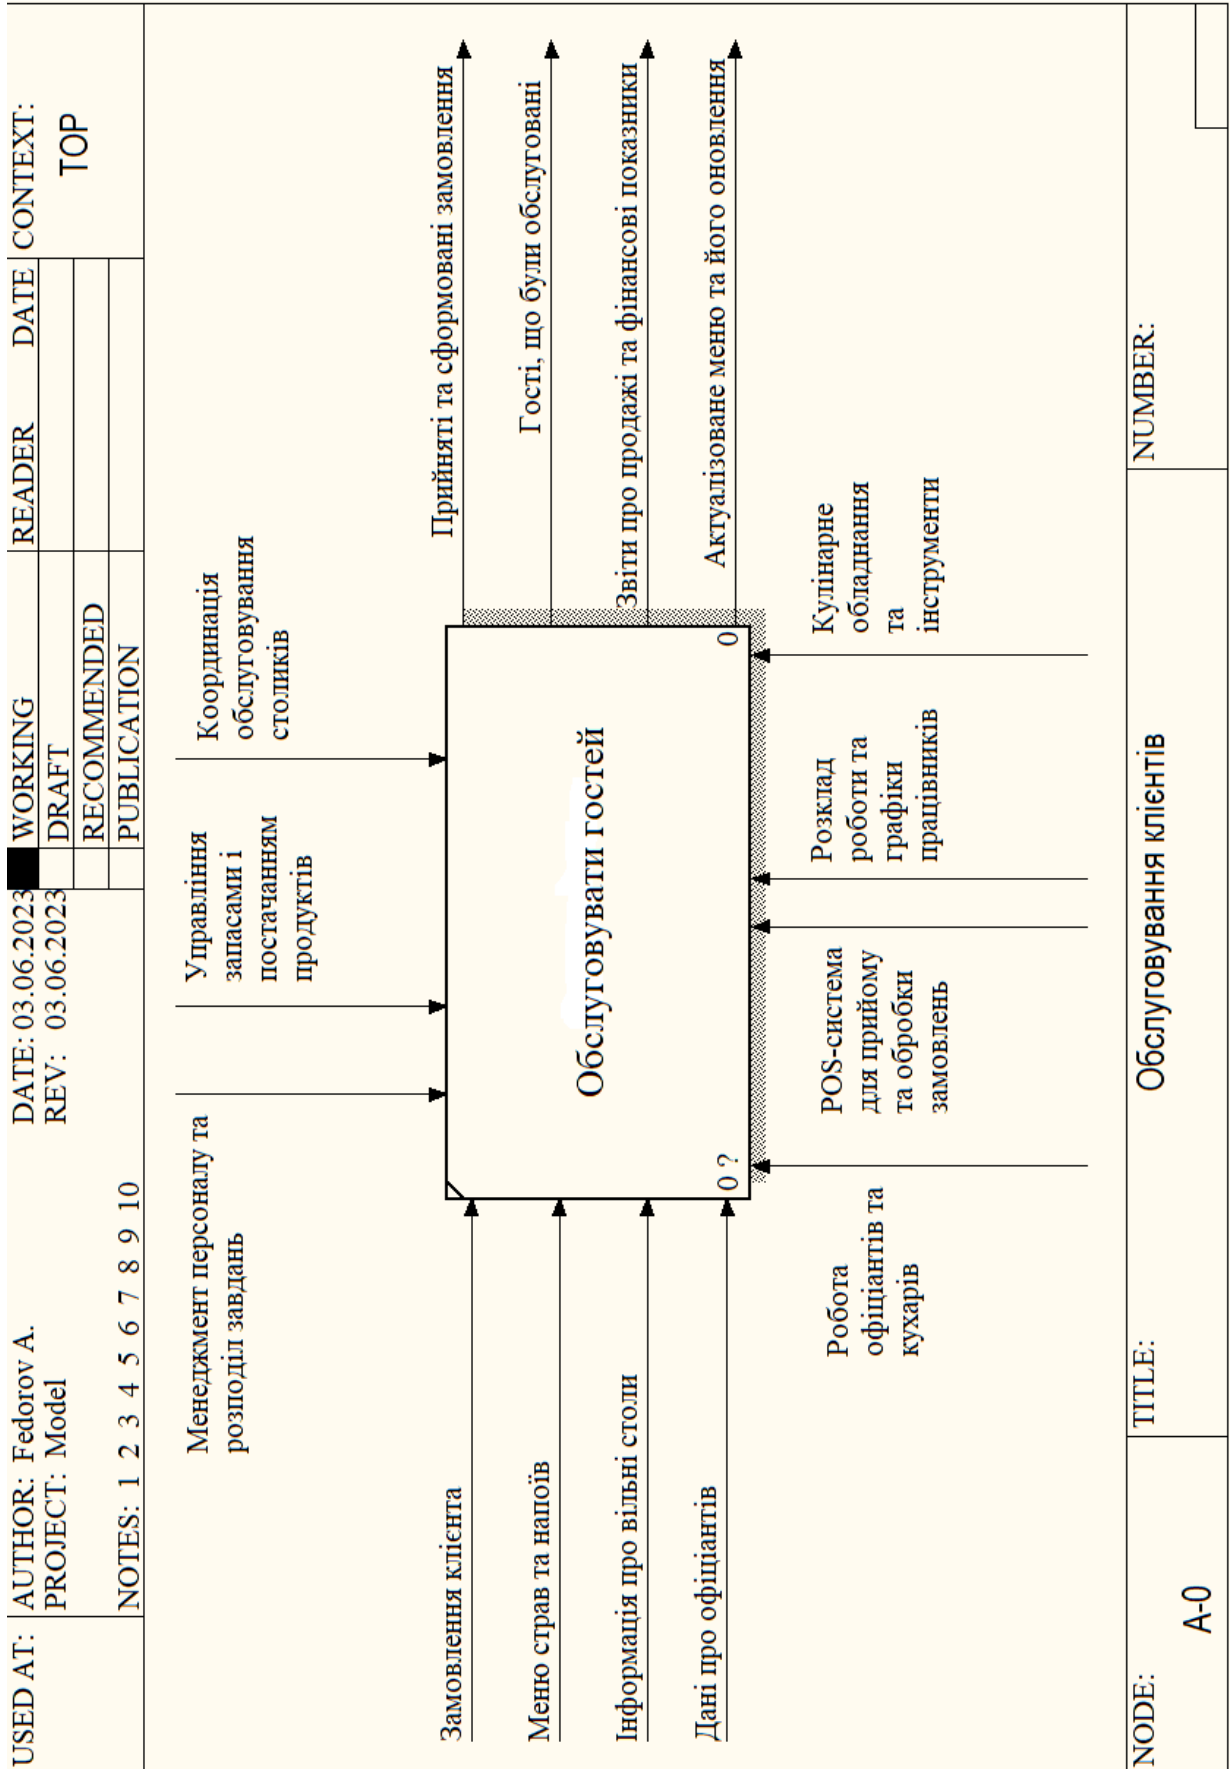 USED AT:
AUTHOR: Fedorov A.
DATE: 03.06.2023
WORKING
READER
DATE
CONTEXT:
PROJECT: Model
REV: 03.06.2023
DRAFT
TOP
RECOMMENDED
NOTES: 1 2 3 4 5 6 7 8 9 10
PUBLICATION
Менеджмент персоналу та
розподіл завдань
Управління
запасами і
постачанням
продуктів
Координація
обслуговування
столиків
Замовлення клієнта
Меню страв та напоїв
Інформація про вільні столи
Дані про офіціантів
Обслуговувати гостей
0 ?
0
Прийняті та сформовані замовлення
Гості, що були обслуговані
Звіти про продажі та фінансові показники
Актуалізоване меню та його оновлення
Робота
офіціантів та
кухарів
POS-система
для прийому
та обробки
замовлень
Розклад
роботи та
графіки
працівників
Кулінарне
обладнання
та
інструменти
NODE:
TITLE:
NUMBER:
A-0
Обслуговування клієнтів